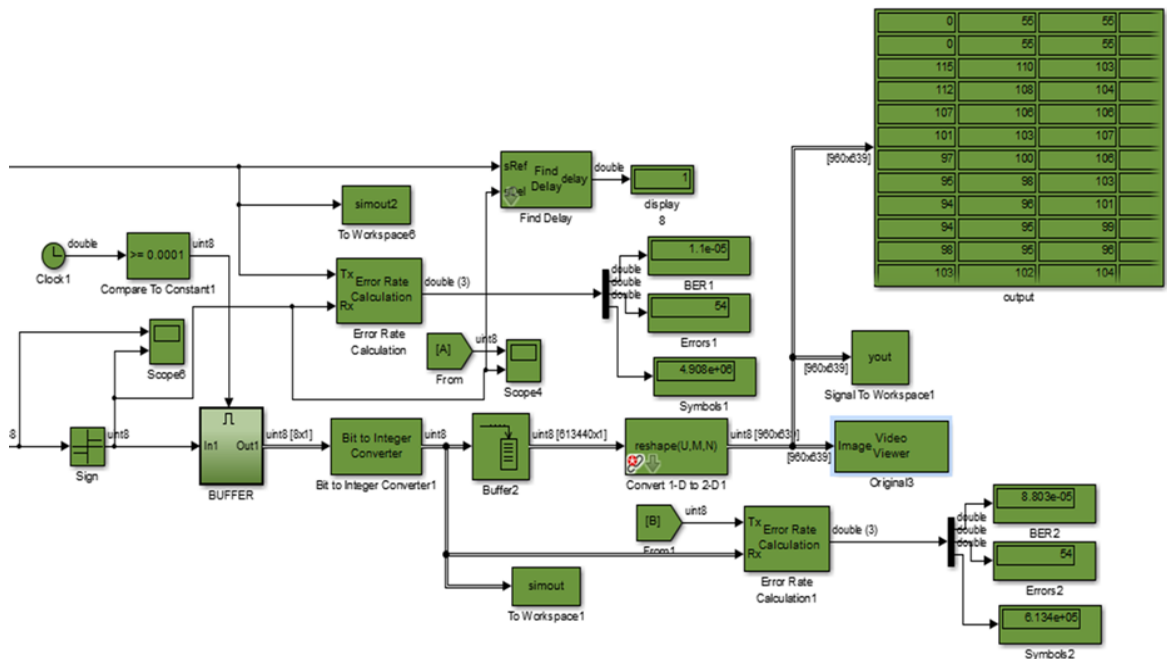 0 55 55
0 55 55
115 110 103
112 108 104
107 106 106
101 103 107
97 100 106
95 98 103
94 96 101
94 95 99
98 95 96
103 102 104
output
[960x639]
sRef
Find
Delay
delay
Find Delay
double
1
display
8
simout2
To Workspace6
double
Clock1
>= 0.0001
uint8
Compare To Constant1
Tx
Rx
Error Rate
Calculation
Error Rate
Calculation
double (3)
double
double
double
1.1e-05
BER1
54
Errors1
4.908e+06
Symbols1
[A]
From
uint8
Scope4
Scope6
yout
[960x639]
Signal To Workspace1
8
Sign
uint8
In1
Out1
BUFFER
uint8 [8x1]
Bit to Integer
Converter
Bit to Integer Converter1
uint8
Buffer2
uint8 [613440x1]
reshape(U,M,N)
Convert 1-D to 2-D1
uint8 [960x639]
[960x639]
Image
Video
Viewer
Original3
[B]
From1
uint8
Tx
Rx
Error Rate
Calculation
Error Rate
Calculation1
double (3)
double
double
double
8.803e-05
BER2
54
Errors2
6.134e+05
Symbols2
simout
To Workspace1